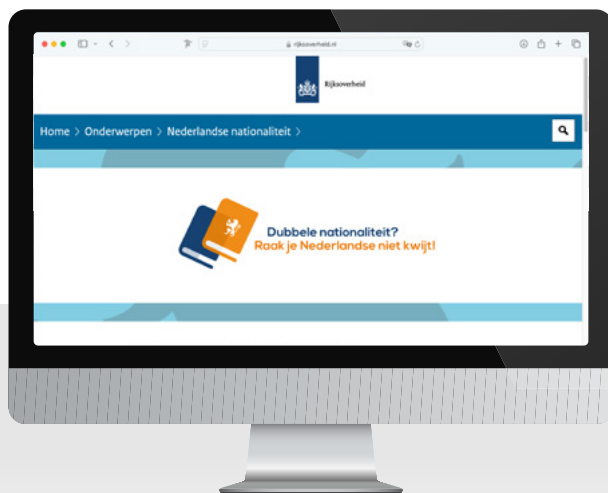 rijksoverheid.nl
Rijksoverheid
Home > Onderwerpen > Nederlandse nationaliteit >
Dubbele nationaliteit?
Raak je Nederlandse niet kwijt!